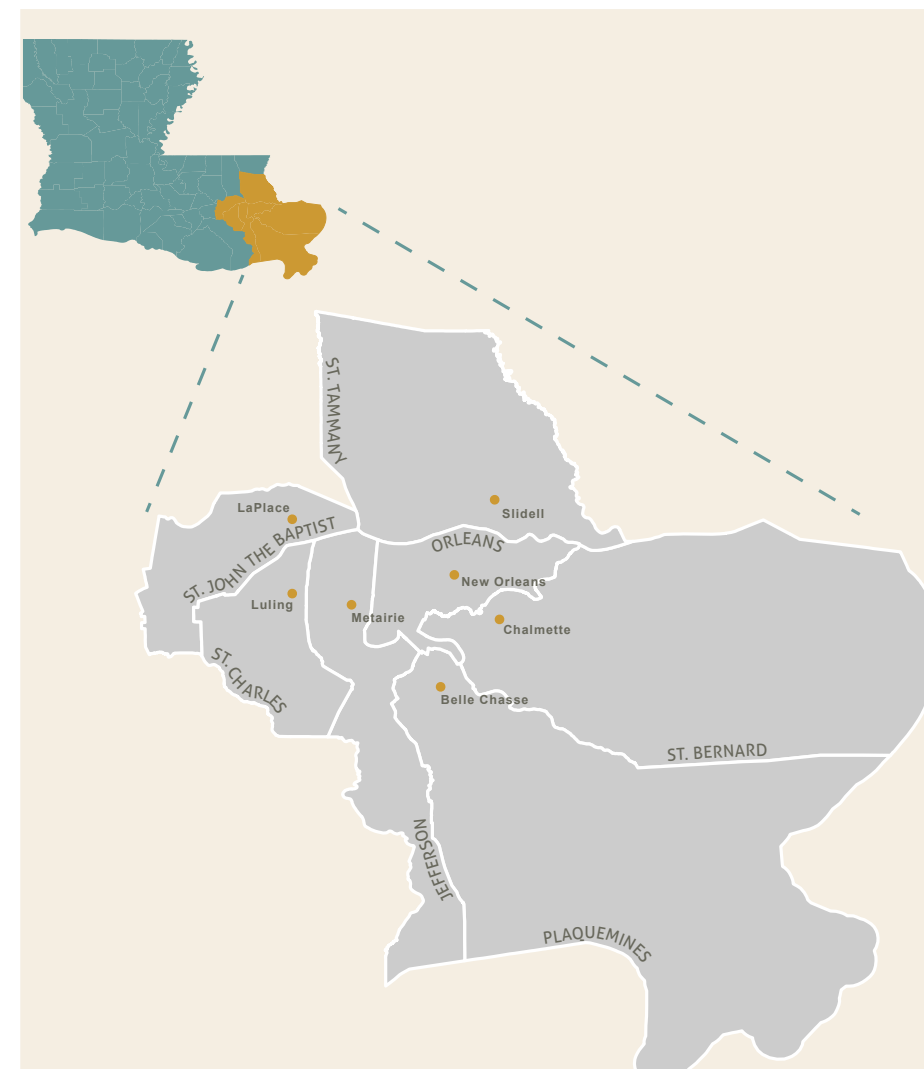 ST. TAMMANY
LaPlace
Slidell
ST. JOHN THE BAPTIST
ORLEANS
New Orleans
Luling
Metairie
Chalmette
ST. CHARLES
Belle Chasse
ST. BERNARD
JEFFERSON
PLAQUEMINES